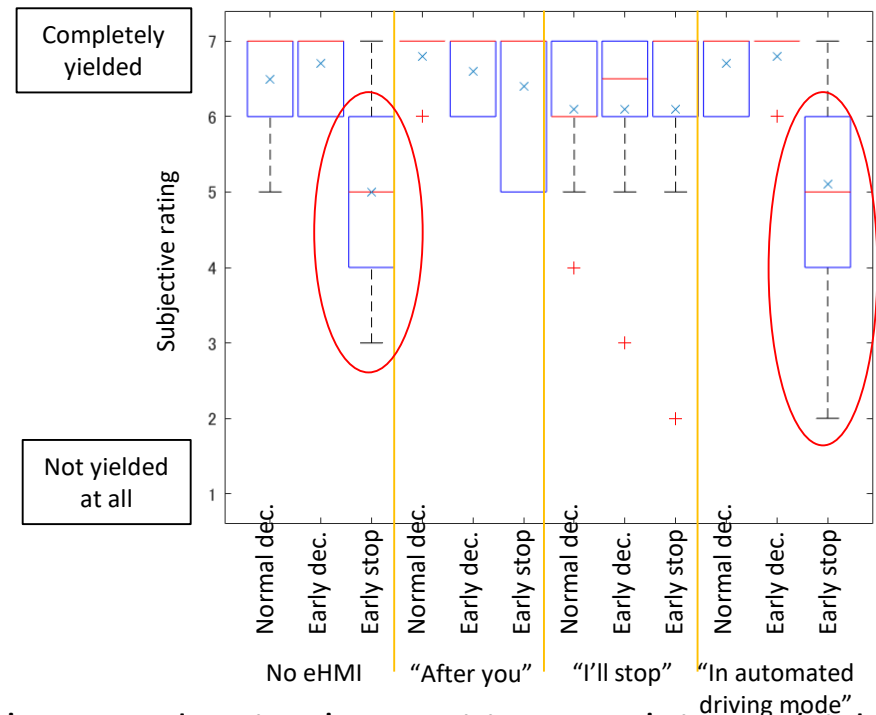 Completely
yielded
Subjective rating
7
6
5
4
3
2
1
Not yielded
at all
Normal dec.
Early dec.
Early stop
Normal dec.
Early dec.
Early stop
Normal dec.
Early dec.
Early stop
Normal dec.
Early dec.
Early stop
No eHMI
“After you”
“I’ll stop”
“In automated
driving mode”